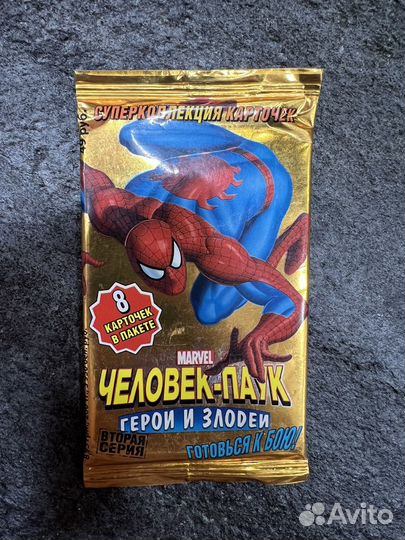 СУПЕРКОЛЛЕКЦИЯ КАРТОЧЕК
8
КАРТОЧЕК
В ПАКЕТЕ
MARVEL
ЧЕЛОВЕК-ПАУК
ГЕРОИ И ЗЛОДЕИ
ВТОРАЯ
СЕРИЯ
ГОТОВЬСЯ К БОЮ!
Avito